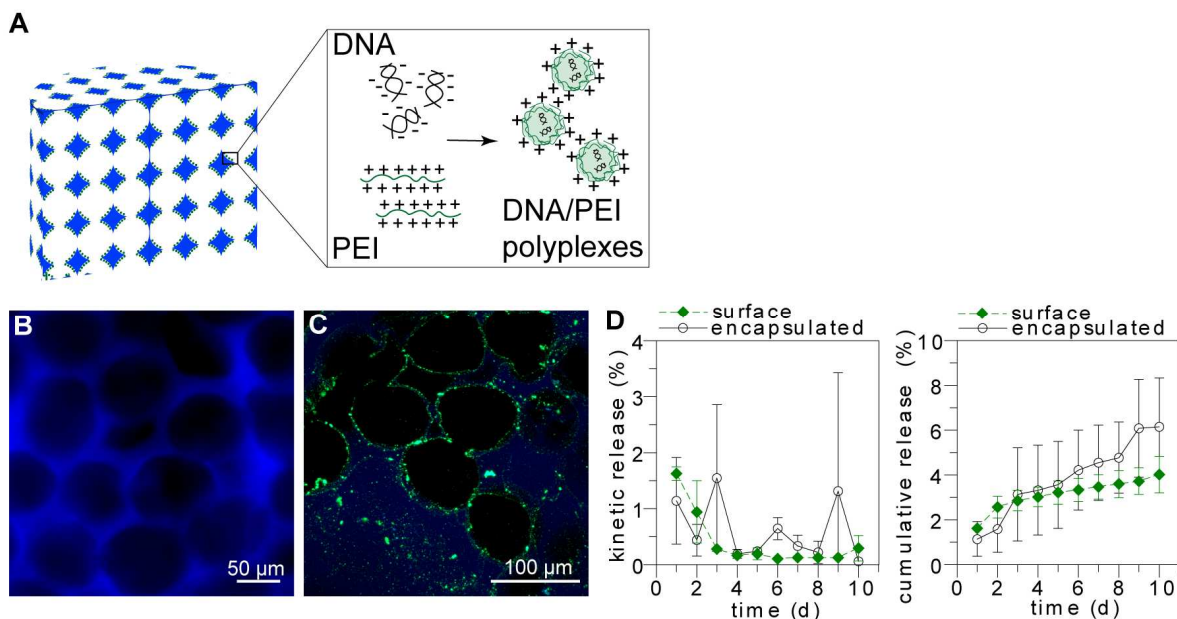 A
DNA
PEI
DNA/PEI
polyplexes
B
50 µm
C
100 µm
D
surface
encapsulated
kinetic release (%)
4
3
2
1
0
0 2 4 6 8 10
time (d)
surface
encapsulated
cumulative release (%)
10
8
6
4
2
0
0 2 4 6 8 10
time (d)